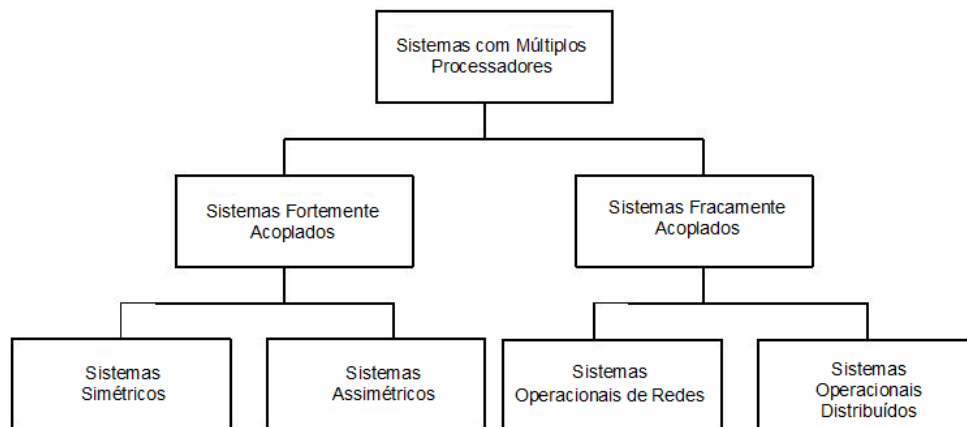 Sistemas com Múltiplos
Processadores
Sistemas Fortemente
Acoplados
Sistemas Fracamente
Acoplados
Sistemas
Simétricos
Sistemas
Assimétricos
Sistemas
Operacionais de Redes
Sistemas
Operacionais
Distribuídos